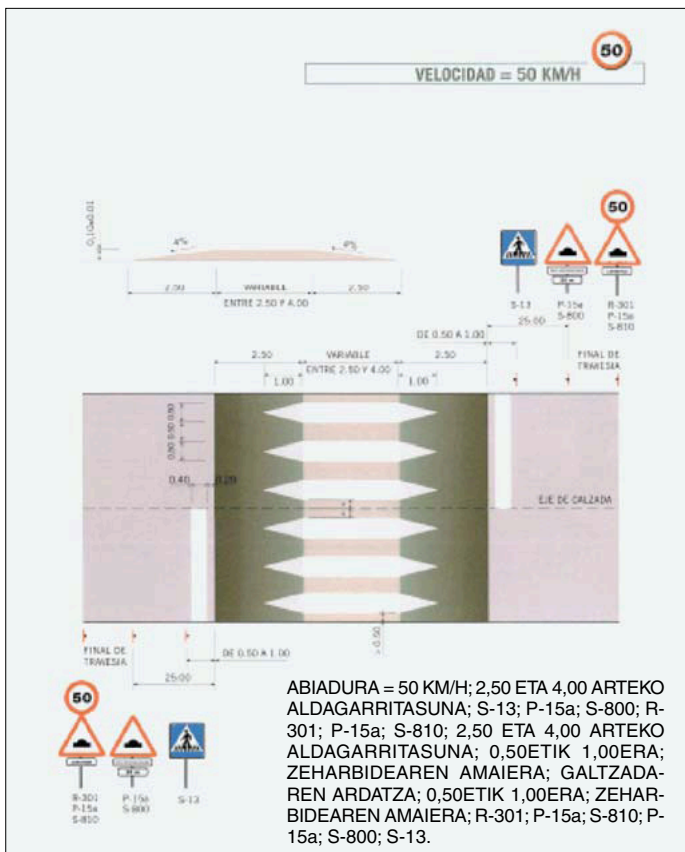 50
VELOCIDAD = 50 KM/H
50
0,10±0.01
4%
4%
2.50 VARIABLE 2.50
ENTRE 2.50 Y 4.00
S-13 P-15a R-301
S-800 P-15a
S-810
25.00
DE 0.50 A 1.00
FINAL DE
TRAVESIA
2.50 VARIABLE 2.50
ENTRE 2.50 Y 4.00
1.00 1.00
0.50 0.50 0.50
0.40 0.20
EJE DE CALZADA
> 0.50
FINAL DE
TRAVESIA
DE 0.50 A 1.00
25.00
50
R-301 P-15a S-13
P-15a S-800
S-810
ABIADURA = 50 KM/H; 2,50 ETA 4,00 ARTEKO
ALDAGARRITASUNA; S-13; P-15a; S-800; R-
301; P-15a; S-810; 2,50 ETA 4,00 ARTEKO
ALDAGARRITASUNA; 0,50ETIK 1,00ERA;
ZEHARBIDEAREN AMAIERA; GALTZADA-
REN ARDATZA; 0,50ETIK 1,00ERA; ZEHAR-
BIDEAREN AMAIERA; R-301; P-15a; S-810; P-
15a; S-800; S-13.